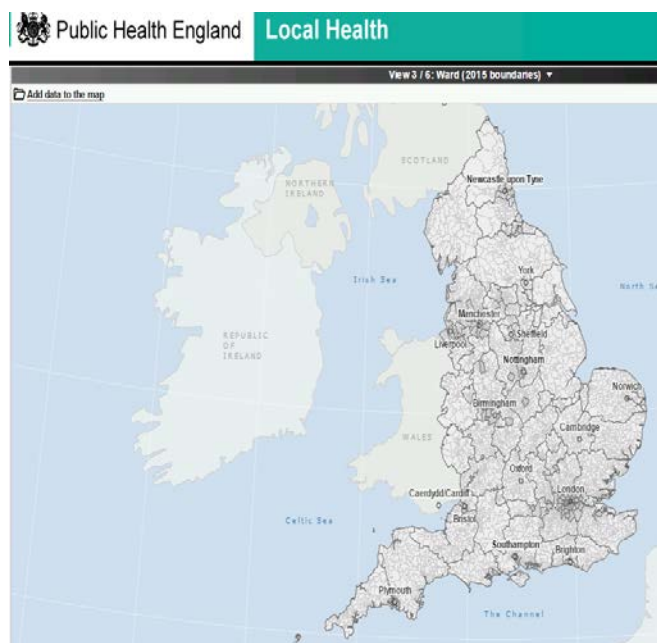 Public Health England
Local Health
View 3 / 6: Ward (2015 boundaries) ▼
Add data to the map
SCOTLAND
Newcastle upon Tyne
NORTHERN
IRELAND
Irish Sea
York
North Se
Manchester
Sheffield
Liverpool
REPUBLIC
OF
IRELAND
Nottingham
Norwich
Birmingham
Cambridge
WALES
Oxford
Caerdydd/Cardiff
London
Bristol
Celtic Sea
Southampton
Brighton
Plymouth
The Channel